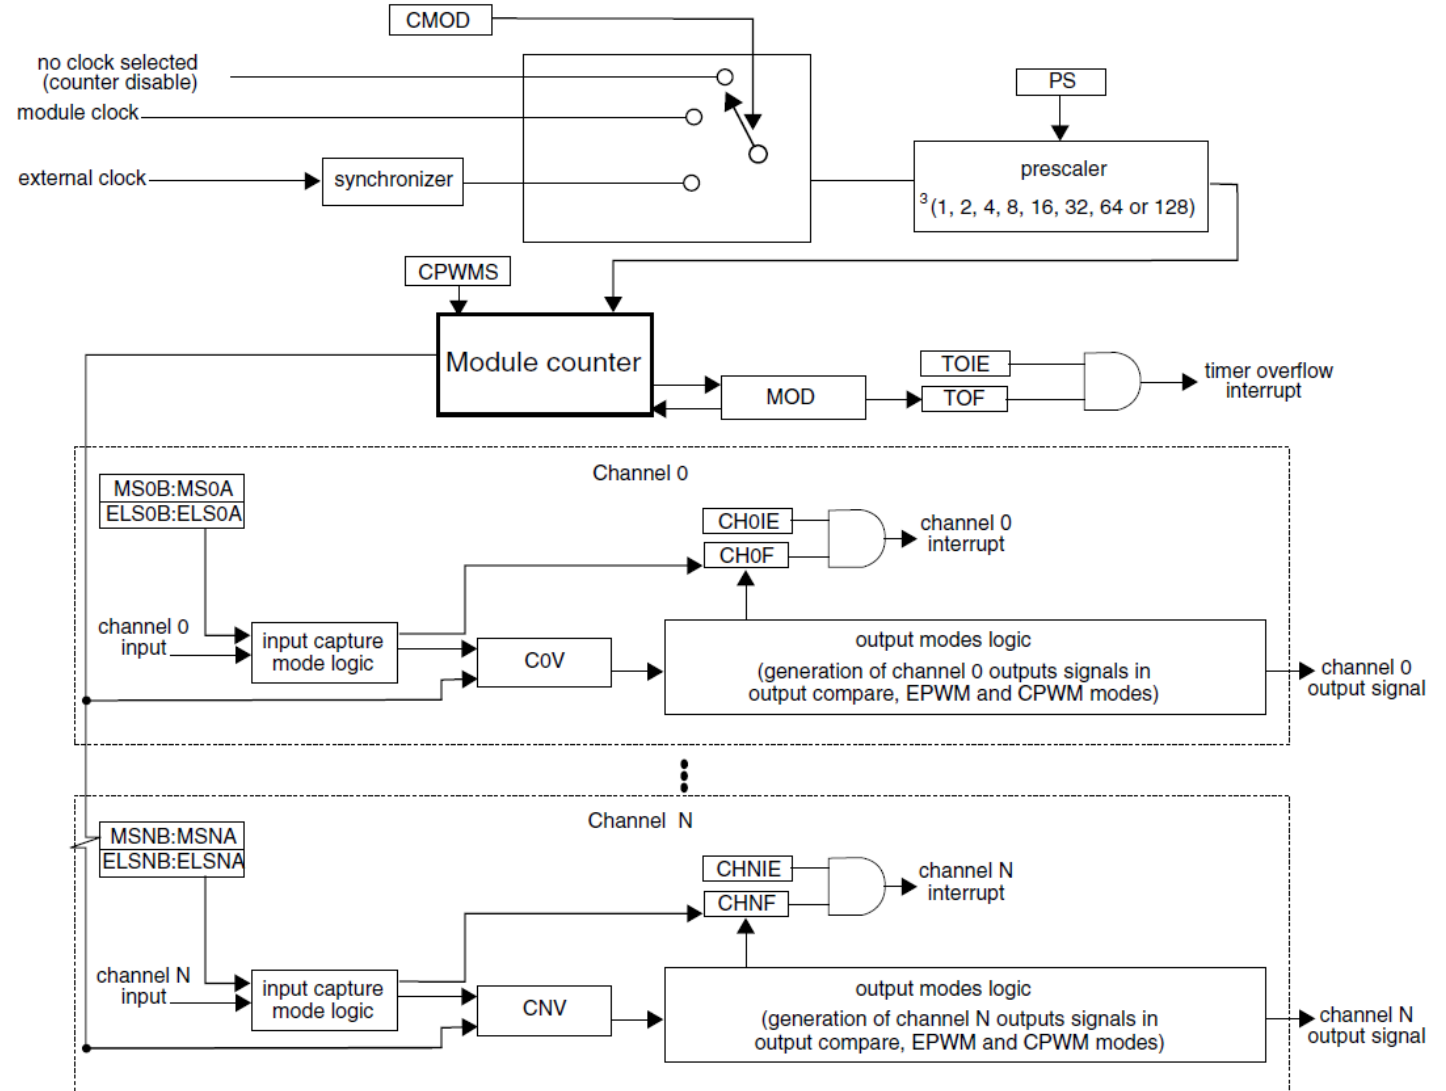 CMOD
no clock selected
(counter disable)
module clock
PS
external clock
synchronizer
prescaler
3 (1, 2, 4, 8, 16, 32, 64 or 128)
CPWMS
Module counter
MOD
TOIE
TOF
timer overflow
interrupt
Channel 0
MS0B:MS0A
ELS0B:ELS0A
CH0IE
CH0F
channel 0
interrupt
channel 0
input
input capture
mode logic
C0V
output modes logic
(generation of channel 0 outputs signals in
output compare, EPWM and CPWM modes)
channel 0
output signal
Channel N
MSNB:MSNA
ELSNB:ELSNA
CHNIE
CHNF
channel N
interrupt
channel N
input
input capture
mode logic
CNV
output modes logic
(generation of channel N outputs signals in
output compare, EPWM and CPWM modes)
channel N
output signal